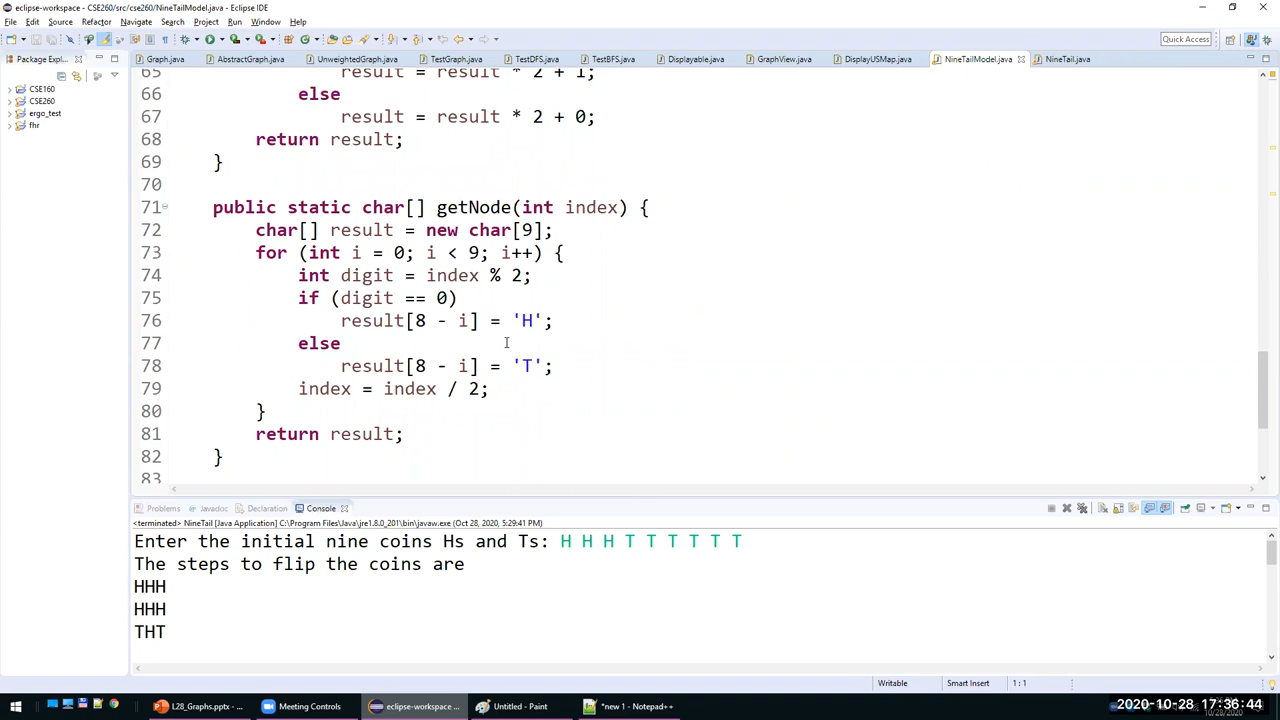 eclipse-workspace - CSE260/src/cse260/NineTailModel.java - Eclipse IDE
File Edit Source Refactor Navigate Search Project Run Window Help
Quick Access
Package Expl...
Graph.java AbstractGraph.java UnweightedGraph.java TestGraph.java TestDFS.java TestBFS.java Displayable.java GraphView.java DisplayUSMap.java NineTailModel.java NineTail.java
CSE160
CSE260
ergo_test
fhr
65 result = result * 2 + 1;
66 else
67 result = result * 2 + 0;
68 return result;
69 }
70
71 public static char[] getNode(int index) {
72 char[] result = new char[9];
73 for (int i = 0; i < 9; i++) {
74 int digit = index % 2;
75 if (digit == 0)
76 result[8 - i] = 'H';
77 else
78 result[8 - i] = 'T';
79 index = index / 2;
80 }
81 return result;
82 }
83
Problems Javadoc Declaration Console
<terminated> NineTail [Java Application] C:\Program Files\Java\jre1.8.0_201\bin\javaw.exe (Oct 28, 2020, 5:29:41 PM)
Enter the initial nine coins Hs and Ts: H H H T T T T T T
The steps to flip the coins are
HHH
HHH
THT
Writable Smart Insert 1 : 1
L28_Graphs.pptx - ... Meeting Controls eclipse-workspace ... Untitled - Paint *new 1 - Notepad++
2020-10-28 17:36:44